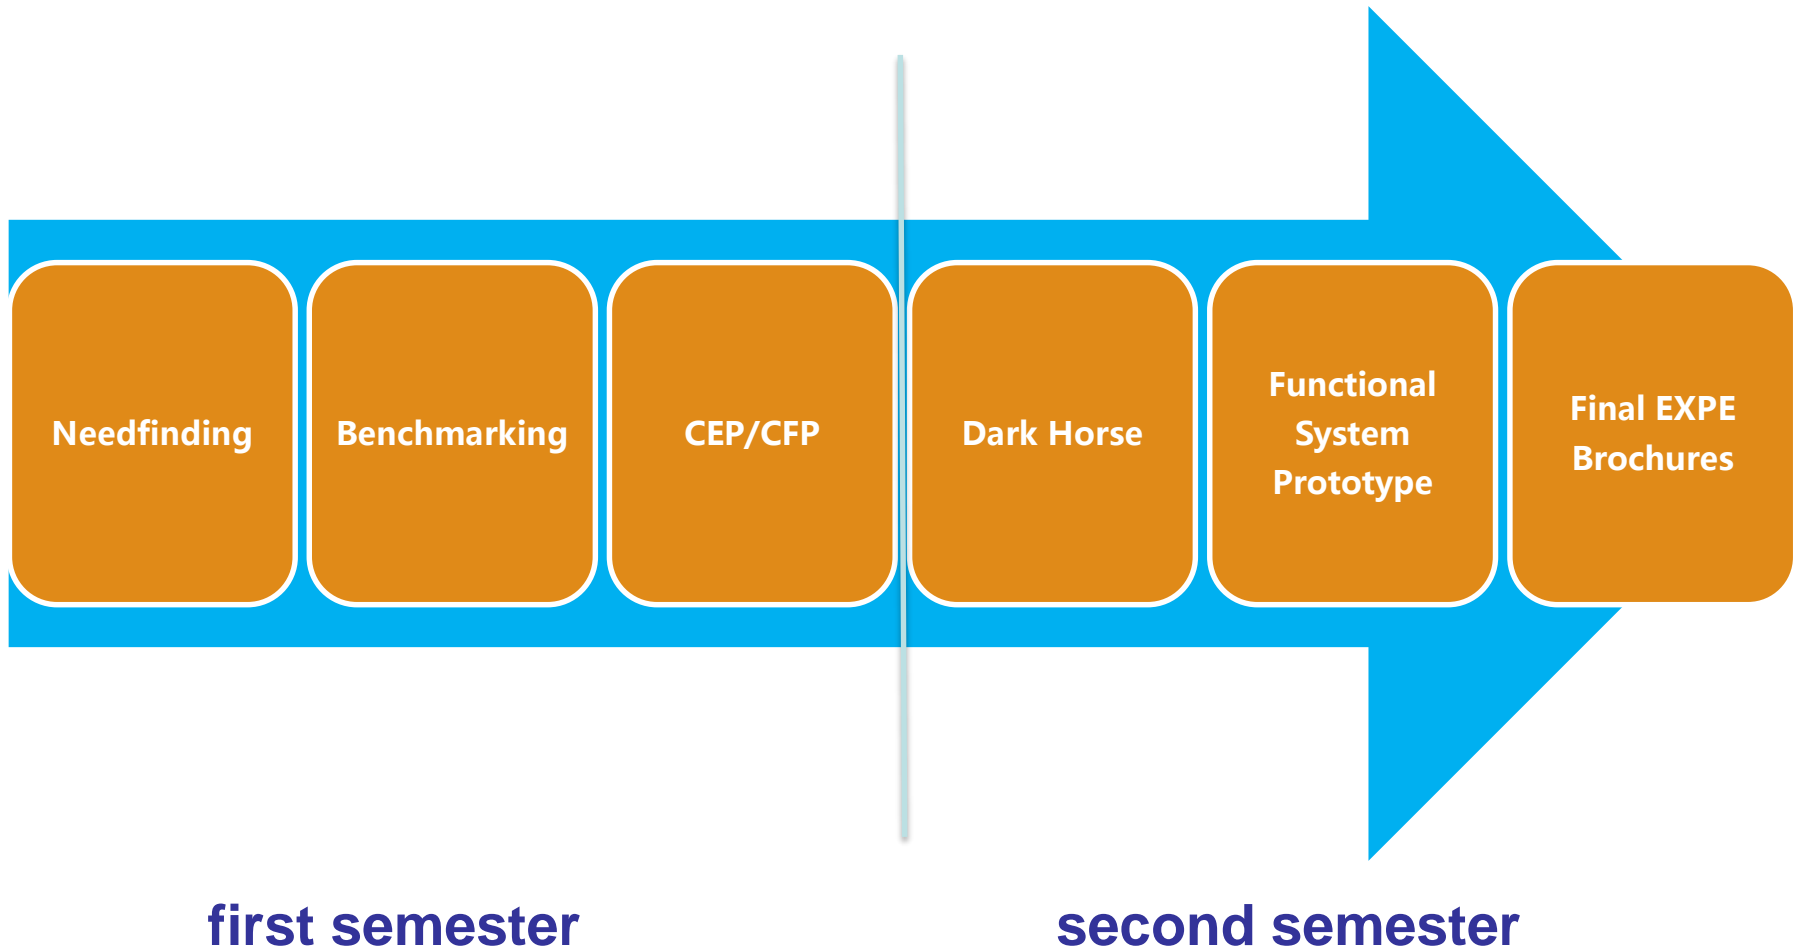 Needfinding
Benchmarking
CEP/CFP
Dark Horse
Functional
System
Prototype
Final EXPE
Brochures
first semester
second semester